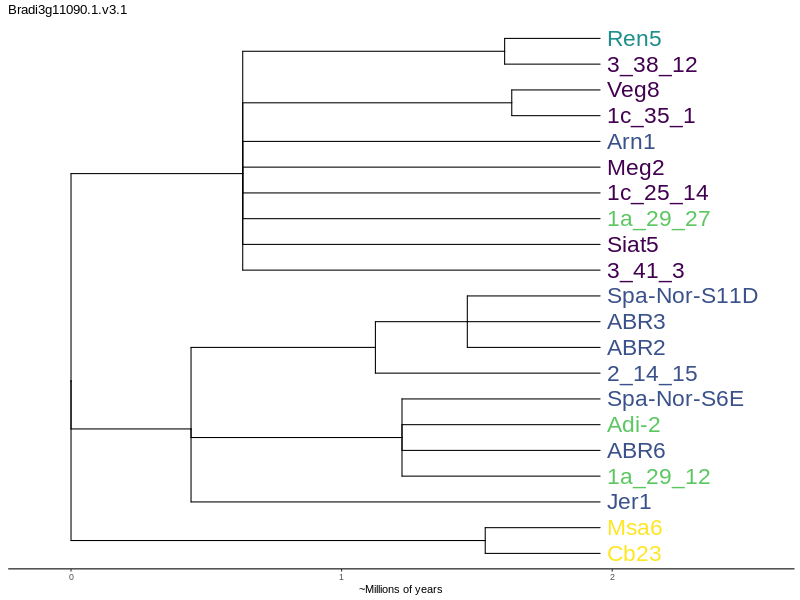 Bradi3g11090.1.v3.1
Ren5
3_38_12
Veg8
1c_35_1
Arn1
Meg2
1c_25_14
1a_29_27
Siat5
3_41_3
Spa-Nor-S11D
ABR3
ABR2
2_14_15
Spa-Nor-S6E
Adi-2
ABR6
1a_29_12
Jer1
Msa6
Cb23
0 1 2
~Millions of years